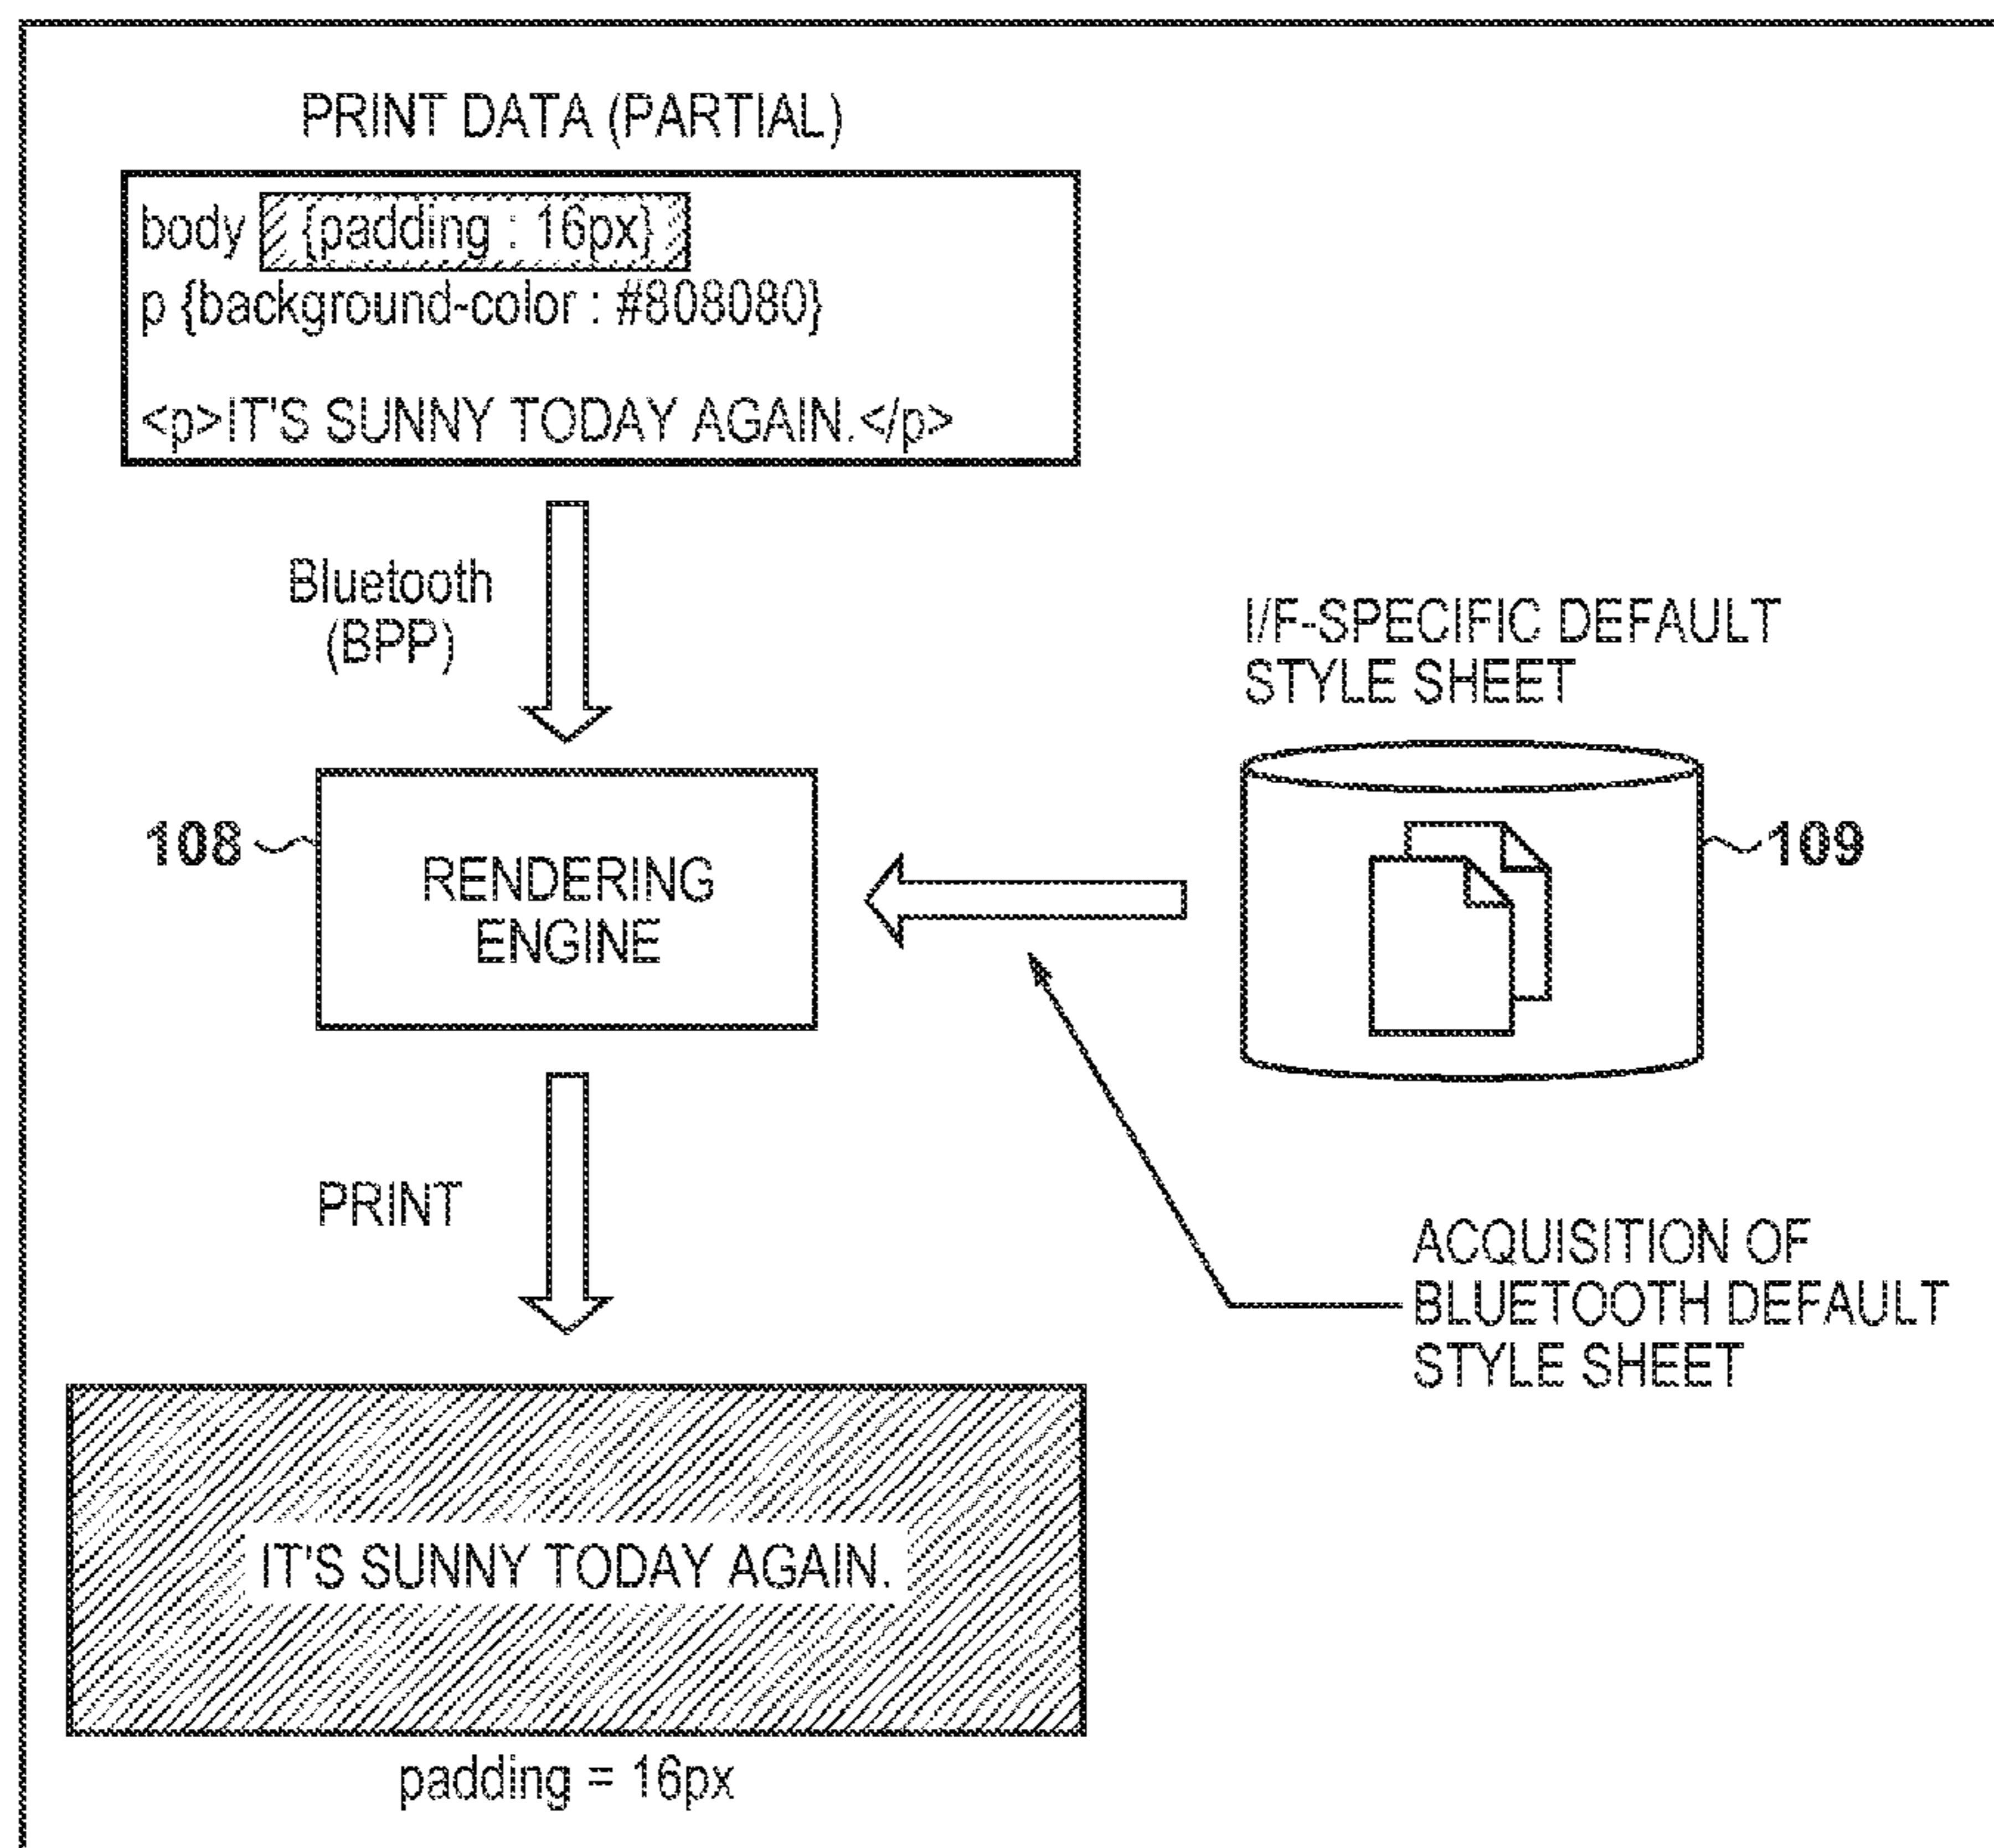 PRINT DATA (PARTIAL)
body {padding : 16px}
p {background-color : #808080}
<p>IT'S SUNNY TODAY AGAIN.</p>
Bluetooth
(BPP)
I/F-SPECIFIC DEFAULT
STYLE SHEET
108
RENDERING
ENGINE
109
PRINT
ACQUISITION OF
BLUETOOTH DEFAULT
STYLE SHEET
IT'S SUNNY TODAY AGAIN.
padding = 16px